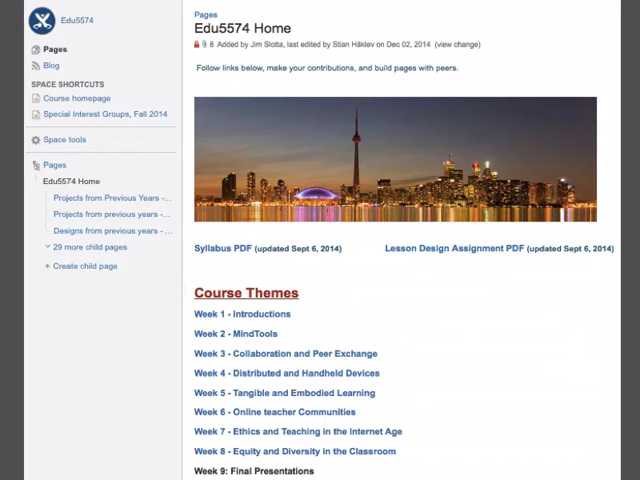 Edu5574
Pages
Blog
SPACE SHORTCUTS
Course homepage
Special Interest Groups, Fall 2014
Space tools
Pages
Edu5574 Home
Projects from Previous Years -...
Projects from previous years -...
Designs from previous years - ...
29 more child pages
+ Create child page
Pages
Edu5574 Home
8 Added by Jim Slotta, last edited by Stian Håklev on Dec 02, 2014 (view change)
Follow links below, make your contributions, and build pages with peers.
Syllabus PDF (updated Sept 6, 2014) Lesson Design Assignment PDF (updated Sept 6, 2014)
Course Themes
Week 1 - Introductions
Week 2 - MindTools
Week 3 - Collaboration and Peer Exchange
Week 4 - Distributed and Handheld Devices
Week 5 - Tangible and Embodied Learning
Week 6 - Online teacher Communities
Week 7 - Ethics and Teaching in the Internet Age
Week 8 - Equity and Diversity in the Classroom
Week 9: Final Presentations